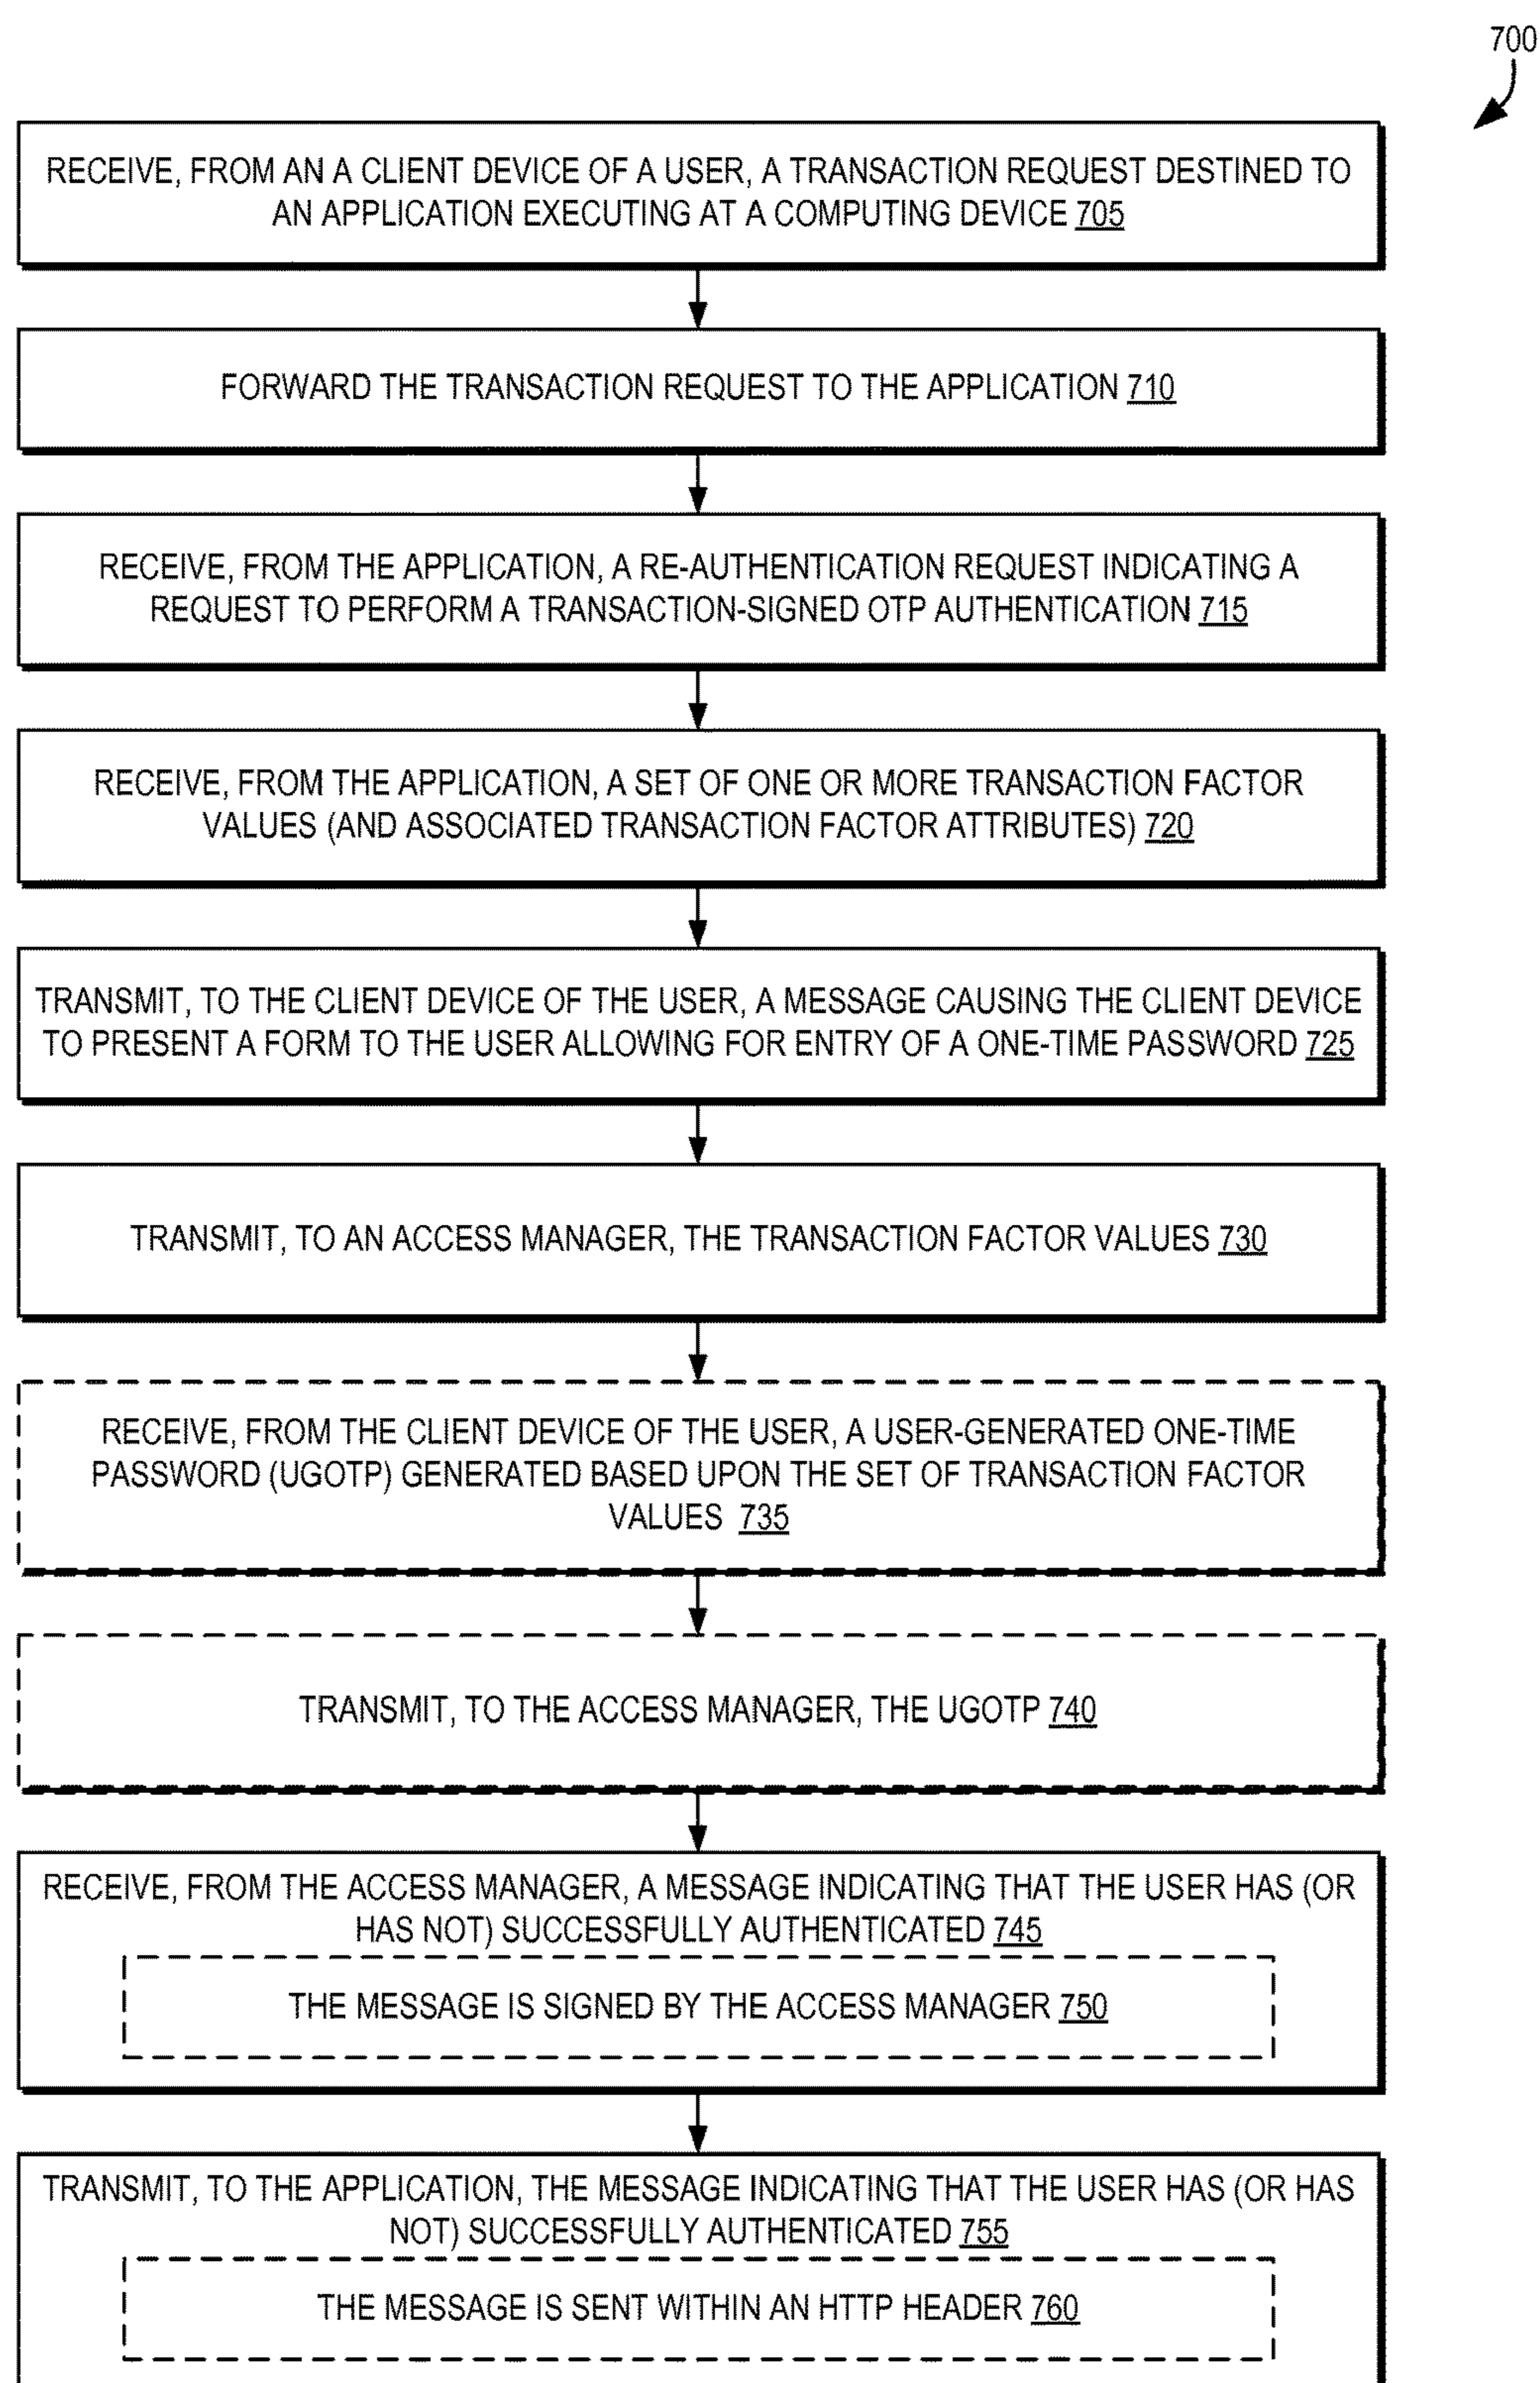 700
RECEIVE, FROM AN A CLIENT DEVICE OF A USER, A TRANSACTION REQUEST DESTINED TO
AN APPLICATION EXECUTING AT A COMPUTING DEVICE 705
FORWARD THE TRANSACTION REQUEST TO THE APPLICATION 710
RECEIVE, FROM THE APPLICATION, A RE-AUTHENTICATION REQUEST INDICATING A
REQUEST TO PERFORM A TRANSACTION-SIGNED OTP AUTHENTICATION 715
RECEIVE, FROM THE APPLICATION, A SET OF ONE OR MORE TRANSACTION FACTOR
VALUES (AND ASSOCIATED TRANSACTION FACTOR ATTRIBUTES) 720
TRANSMIT, TO THE CLIENT DEVICE OF THE USER, A MESSAGE CAUSING THE CLIENT DEVICE
TO PRESENT A FORM TO THE USER ALLOWING FOR ENTRY OF A ONE-TIME PASSWORD 725
TRANSMIT, TO AN ACCESS MANAGER, THE TRANSACTION FACTOR VALUES 730
RECEIVE, FROM THE CLIENT DEVICE OF THE USER, A USER-GENERATED ONE-TIME
PASSWORD (UGOTP) GENERATED BASED UPON THE SET OF TRANSACTION FACTOR
VALUES 735
TRANSMIT, TO THE ACCESS MANAGER, THE UGOTP 740
RECEIVE, FROM THE ACCESS MANAGER, A MESSAGE INDICATING THAT THE USER HAS (OR
HAS NOT) SUCCESSFULLY AUTHENTICATED 745
THE MESSAGE IS SIGNED BY THE ACCESS MANAGER 750
TRANSMIT, TO THE APPLICATION, THE MESSAGE INDICATING THAT THE USER HAS (OR HAS
NOT) SUCCESSFULLY AUTHENTICATED 755
THE MESSAGE IS SENT WITHIN AN HTTP HEADER 760